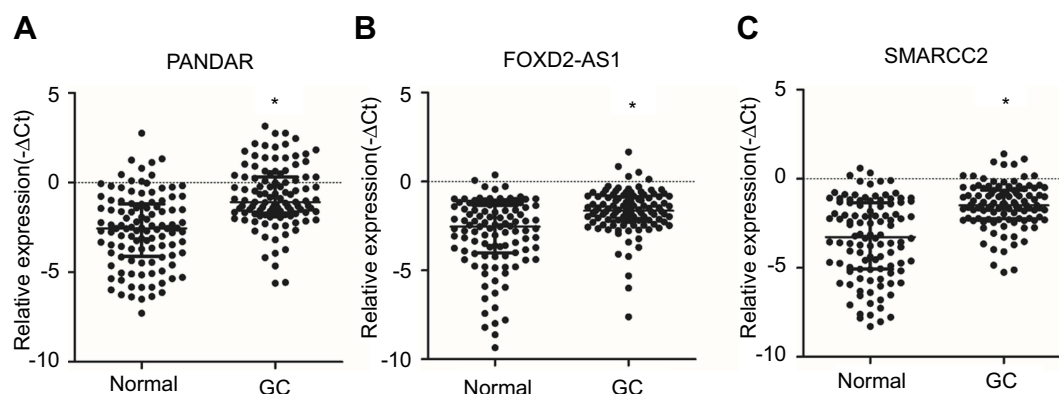 A
PANDAR
Relative expression(-ΔCt)
5
0
-5
-10
*
Normal
GC
B
FOXD2-AS1
Relative expression(-ΔCt)
5
0
-5
-10
*
Normal
GC
C
SMARCC2
Relative expression(-ΔCt)
5
0
-5
-10
*
Normal
GC